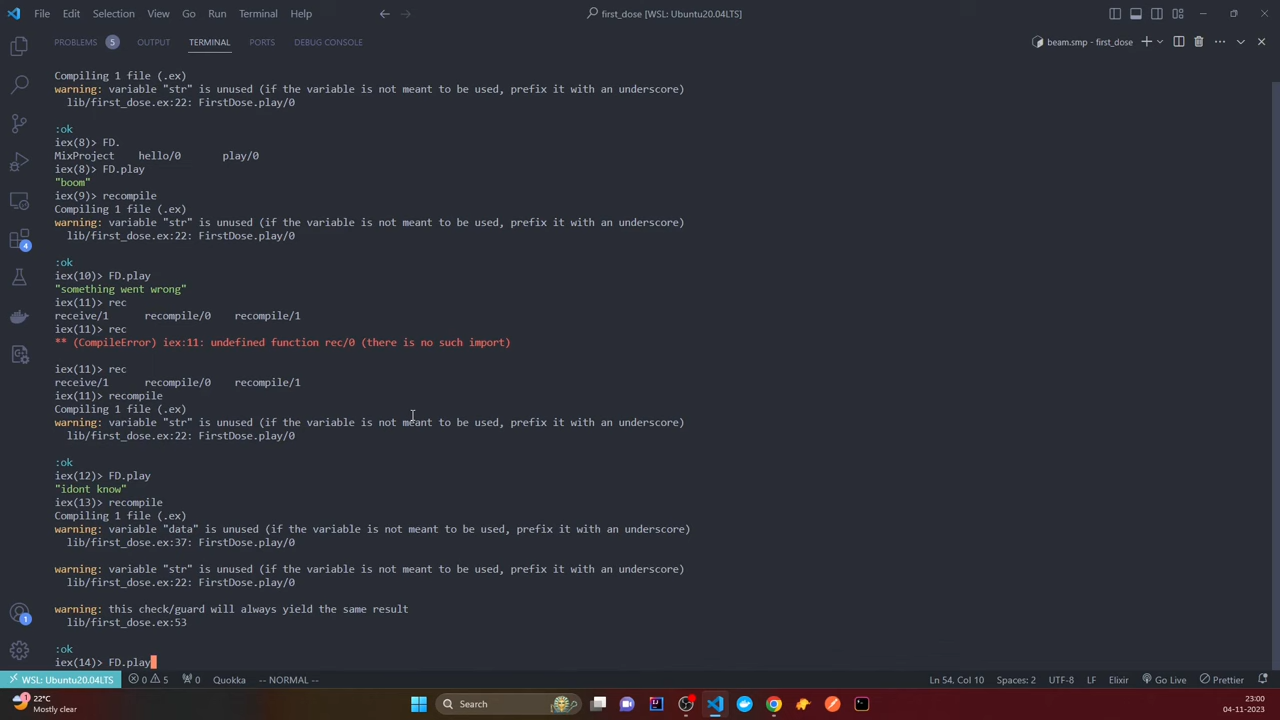 File Edit Selection View Go Run Terminal Help
first_dose [WSL: Ubuntu20.04LTS]
PROBLEMS 5 OUTPUT TERMINAL PORTS DEBUG CONSOLE
beam.smp - first_dose
Compiling 1 file (.ex)
warning: variable "str" is unused (if the variable is not meant to be used, prefix it with an underscore)
lib/first_dose.ex:22: FirstDose.play/0
:ok
iex(8)> FD.
MixProject hello/0 play/0
iex(8)> FD.play
"boom"
iex(9)> recompile
Compiling 1 file (.ex)
warning: variable "str" is unused (if the variable is not meant to be used, prefix it with an underscore)
lib/first_dose.ex:22: FirstDose.play/0
:ok
iex(10)> FD.play
"something went wrong"
iex(11)> rec
receive/1 recompile/0 recompile/1
iex(11)> rec
** (CompileError) iex:11: undefined function rec/0 (there is no such import)
iex(11)> rec
receive/1 recompile/0 recompile/1
iex(11)> recompile
Compiling 1 file (.ex)
warning: variable "str" is unused (if the variable is not meant to be used, prefix it with an underscore)
lib/first_dose.ex:22: FirstDose.play/0
:ok
iex(12)> FD.play
"idont know"
iex(13)> recompile
Compiling 1 file (.ex)
warning: variable "data" is unused (if the variable is not meant to be used, prefix it with an underscore)
lib/first_dose.ex:37: FirstDose.play/0
warning: variable "str" is unused (if the variable is not meant to be used, prefix it with an underscore)
lib/first_dose.ex:22: FirstDose.play/0
warning: this check/guard will always yield the same result
lib/first_dose.ex:53
:ok
iex(14)> FD.play
4
1
WSL: Ubuntu20.04LTS 0 5 0 Quokka -- NORMAL -- Ln 54, Col 10 Spaces: 2 UTF-8 LF Elixir Go Live Prettier
22°C
Mostly clear
Search
23:00
04-11-2023